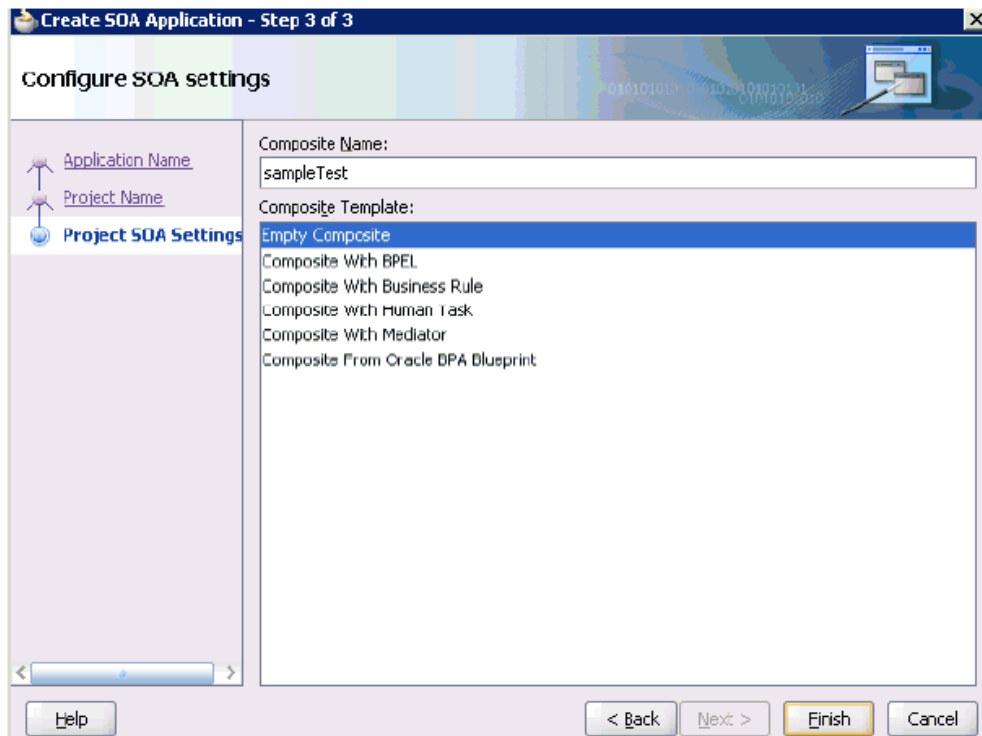 Create SOA Application - Step 3 of 3
Configure SOA settings
Application Name
Project Name
Project SOA Settings
Composite Name:
sampleTest
Composite Template:
Empty Composite
Composite With BPEL
Composite With Business Rule
Composite With Human Task
Composite With Mediator
Composite From Oracle BPA Blueprint
Help
< Back
Next >
Finish
Cancel